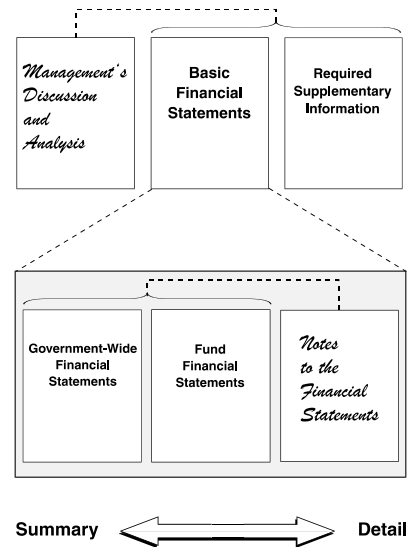 Management's
Discussion
and
Analysis
Basic
Financial
Statements
Required
Supplementary
Information
Government-Wide
Financial
Statements
Fund
Financial
Statements
Notes
to the
Financial
Statements
Summary
Detail